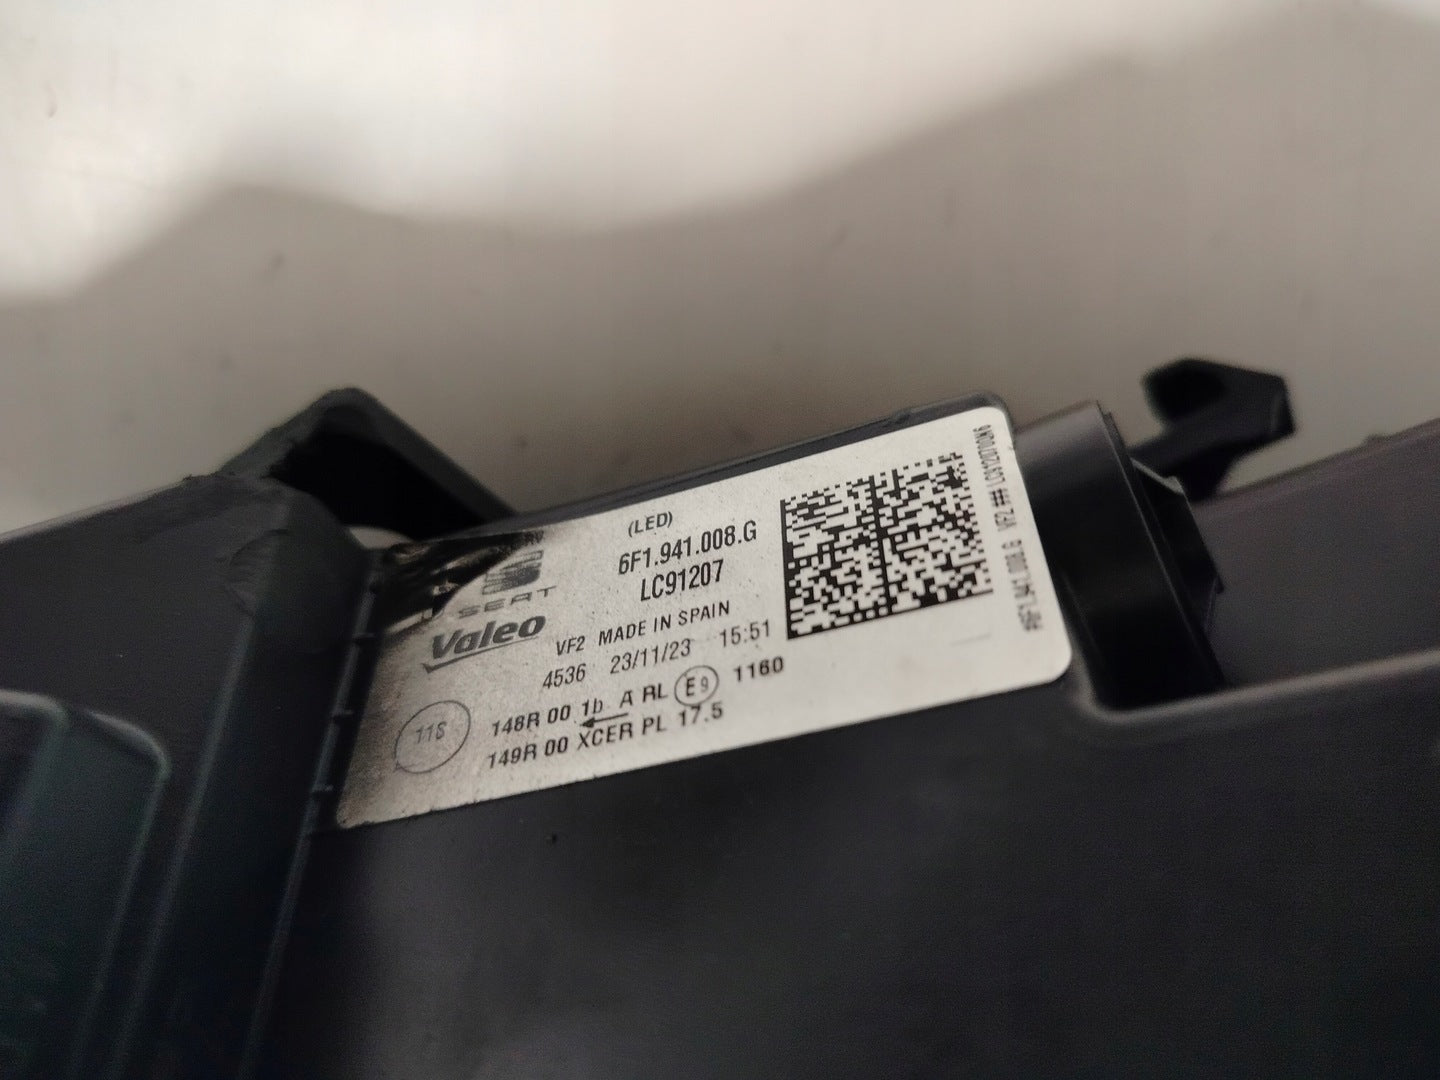 (LED)
6F1.941.008.G
LC91207
SEAT
Valeo
VF2 MADE IN SPAIN
4536 23/11/23 15:51
11S
148R 00 1b A RL E9 1160
149R 00 XCER PL 17.5